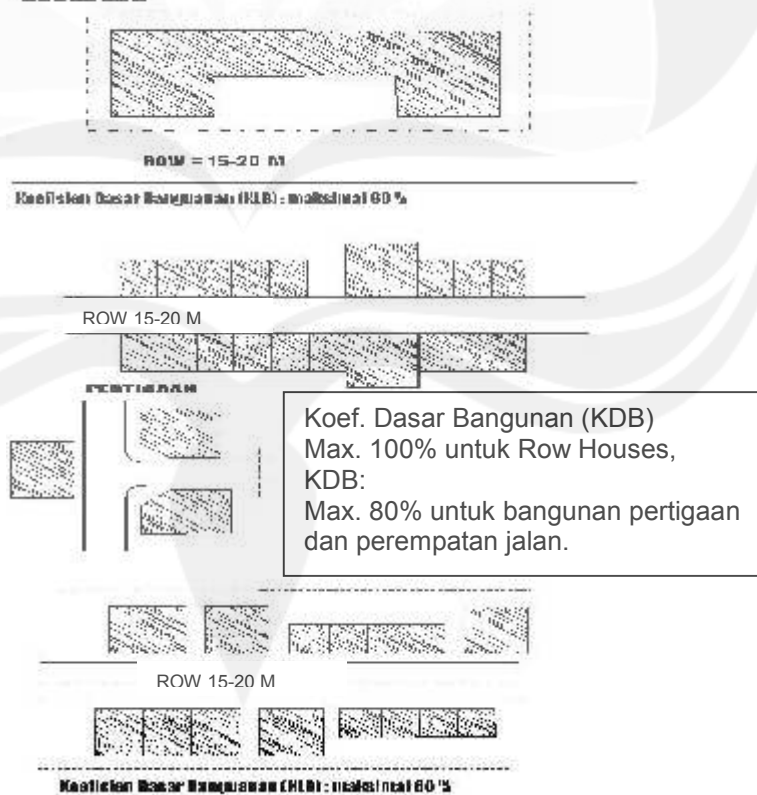 ROW = 15-20 M
Koefisien Dasar Bangunan (KLB) : maksimal 60 %
ROW 15-20 M
PERTIGAAN
Koef. Dasar Bangunan (KDB)
Max. 100% untuk Row Houses,
KDB:
Max. 80% untuk bangunan pertigaan
dan perempatan jalan.
ROW 15-20 M
Koefisien Dasar Bangunan (KLB) : maksimal 60 %